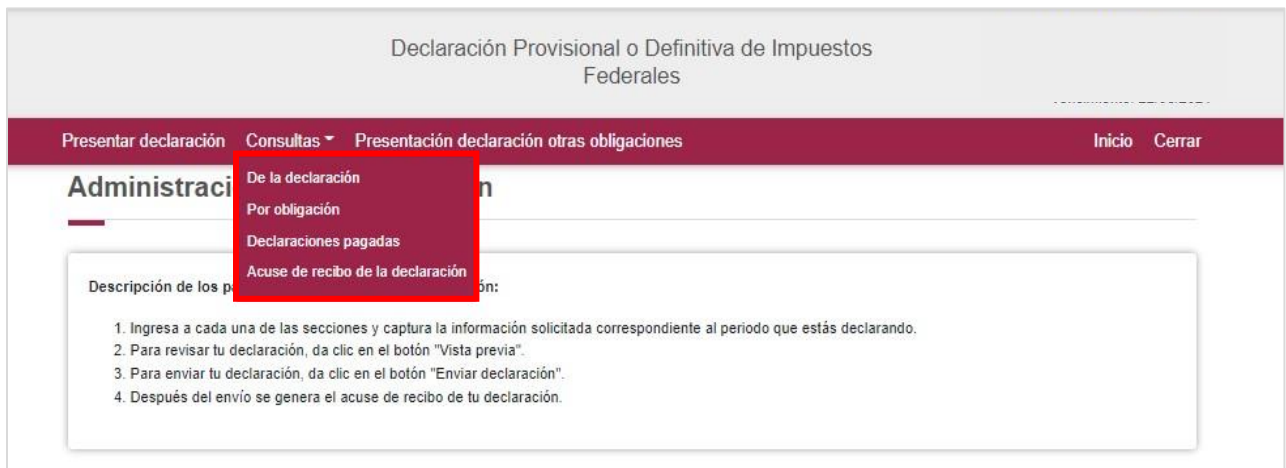 Declaración Provisional o Definitiva de Impuestos
Federales
Presentar declaración Consultas Presentación declaración otras obligaciones Inicio Cerrar
De la declaración
Por obligación
Declaraciones pagadas
Acuse de recibo de la declaración
Descripción de los
1. Ingresa a cada una de las secciones y captura la información solicitada correspondiente al periodo que estás declarando.
2. Para revisar tu declaración, da clic en el botón "Vista previa".
3. Para enviar tu declaración, da clic en el botón "Enviar declaración".
4. Después del envío se genera el acuse de recibo de tu declaración.